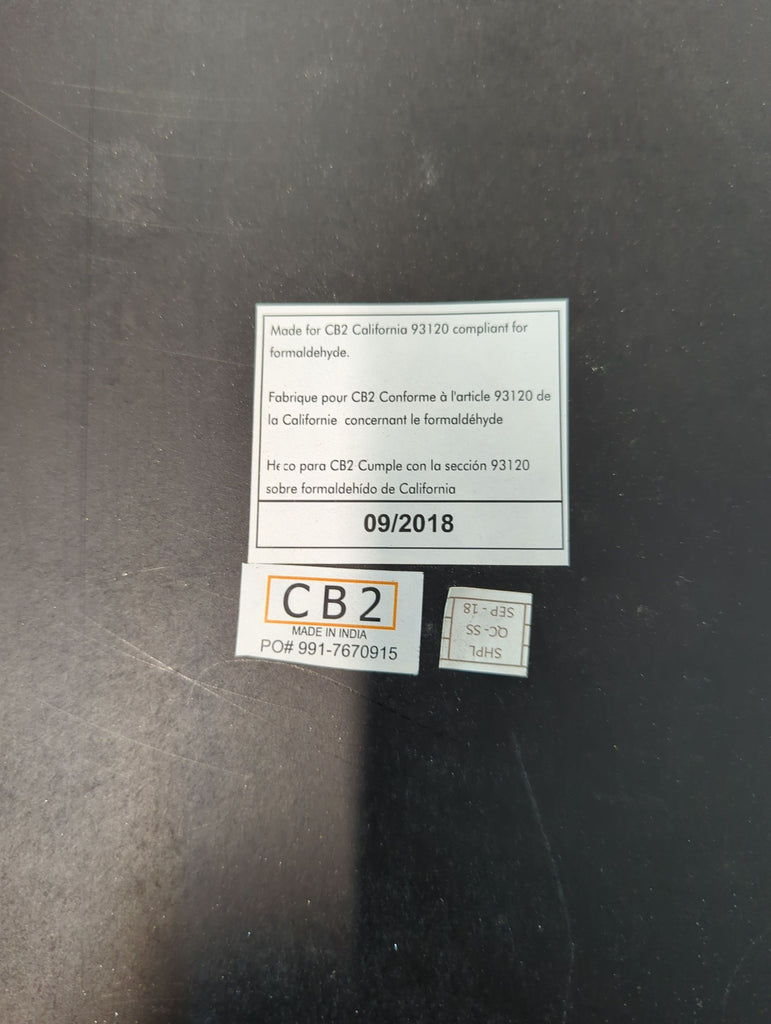 Made for CB2 California 93120 compliant for
formaldehyde.
Fabrique pour CB2 Conforme à l'article 93120 de
la Californie concernant le formaldéhyde
para CB2 Cumple con la sección 93120
sobre formaldehído de California
09/2018
CB2
MADE IN INDIA
PO# 991-7670915
SHPL
QC-SS
SEP - 18